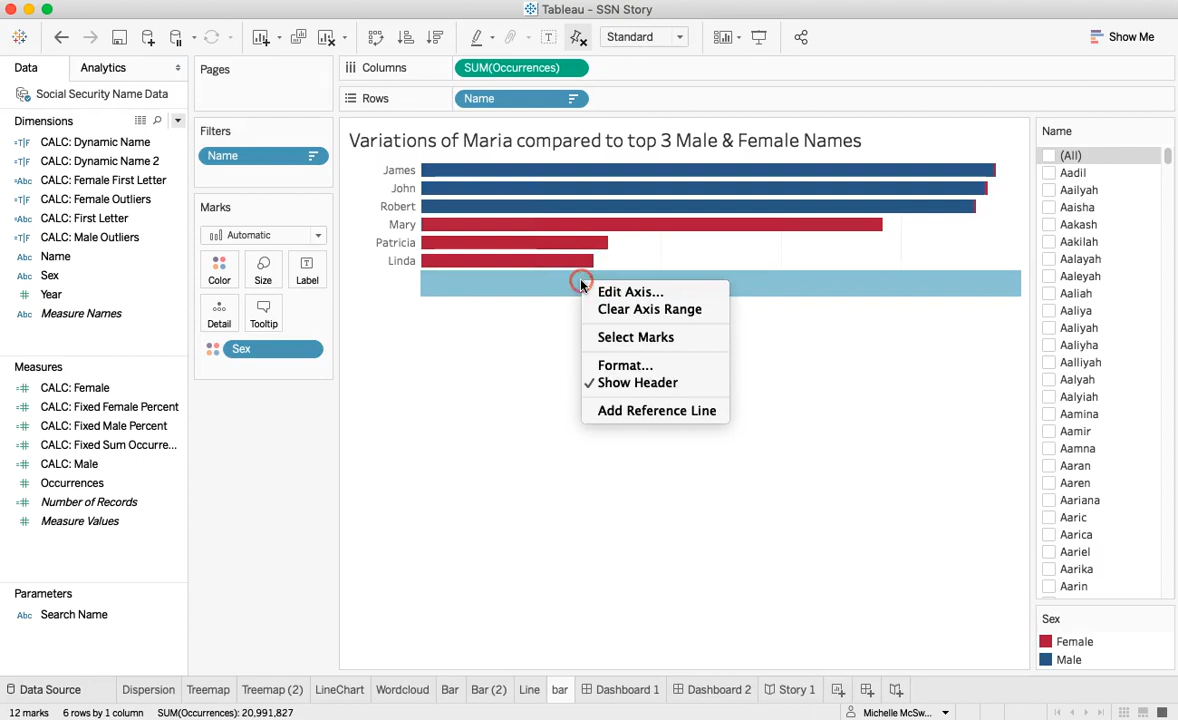 Tableau - SSN Story
Standard
Show Me
Data
Analytics
Pages
Columns
SUM(Occurrences)
Social Security Name Data
Rows
Name
Dimensions
Filters
Name
Variations of Maria compared to top 3 Male & Female Names
Name
T|F CALC: Dynamic Name
T|F CALC: Dynamic Name 2
Abc CALC: Female First Letter
T|F CALC: Female Outliers
Abc CALC: First Letter
T|F CALC: Male Outliers
Abc Name
Abc Sex
# Year
Abc Measure Names
Marks
Automatic
Color
Size
Label
Detail
Tooltip
Sex
James
John
Robert
Mary
Patricia
Linda
Edit Axis...
Clear Axis Range
Select Marks
Format...
✓ Show Header
Add Reference Line
(All)
Aadil
Aailyah
Aaisha
Aakash
Aakilah
Aalayah
Aaleyah
Aaliah
Aaliya
Aaliyah
Aaliyha
Aalliyah
Aalyah
Aalyiah
Aamina
Aamir
Aamna
Aaran
Aaren
Aariana
Aaric
Aarica
Aariel
Aarika
Aarin
Measures
CALC: Female
CALC: Fixed Female Percent
CALC: Fixed Male Percent
CALC: Fixed Sum Occurre...
CALC: Male
Occurrences
Number of Records
Measure Values
Parameters
Abc Search Name
Sex
Female
Male
Data Source
Dispersion
Treemap
Treemap (2)
LineChart
Wordcloud
Bar
Bar (2)
Line
bar
Dashboard 1
Dashboard 2
Story 1
12 marks 6 rows by 1 column SUM(Occurrences): 20,991,827
Michelle McSw...